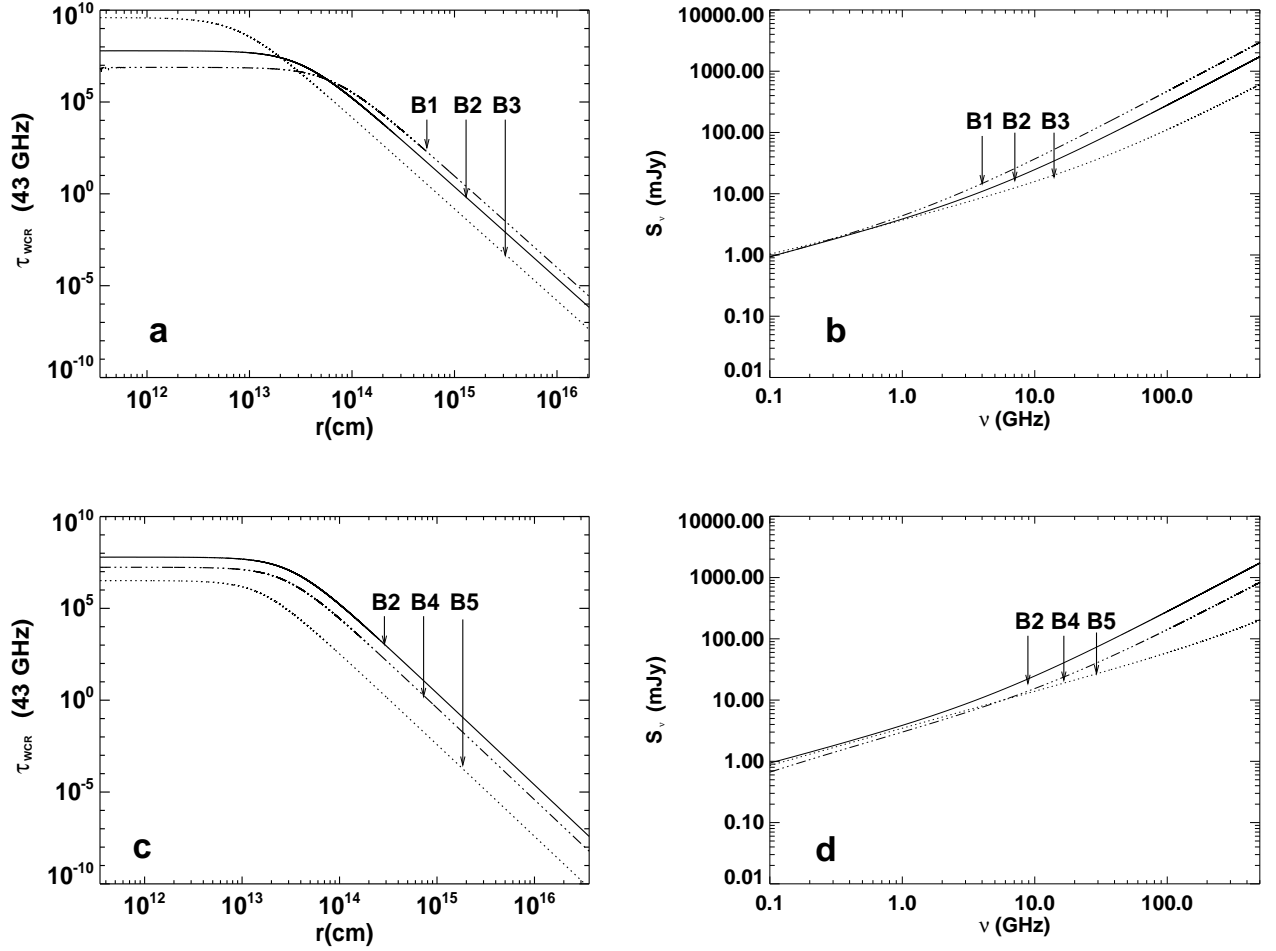 10^10
10^5
10^0
10^-5
10^-10
τ_WCR (43 GHz)
B1 B2 B3
a
10^12 10^13 10^14 10^15 10^16
r(cm)
10000.00
1000.00
100.00
10.00
1.00
0.10
0.01
S_ν (mJy)
B1 B2 B3
b
0.1 1.0 10.0 100.0
ν (GHz)
10^10
10^5
10^0
10^-5
10^-10
τ_WCR (43 GHz)
B2 B4 B5
c
10^12 10^13 10^14 10^15 10^16
r(cm)
10000.00
1000.00
100.00
10.00
1.00
0.10
0.01
S_ν (mJy)
B2 B4 B5
d
0.1 1.0 10.0 100.0
ν (GHz)